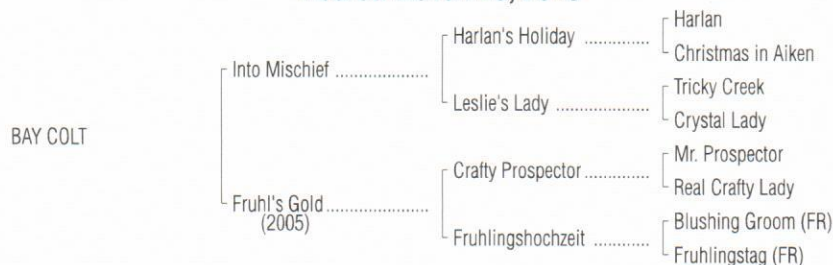 Harlan
Harlan's Holiday ..................
Christmas in Aiken
Into Mischief ........................
Tricky Creek
Leslie's Lady .....................
Crystal Lady
BAY COLT
Mr. Prospector
Crafty Prospector ...............
Real Crafty Lady
Fruhl's Gold ..........................
(2005)
Blushing Groom (FR)
Fruhlingshochzeit .............
Fruhlingstag (FR)